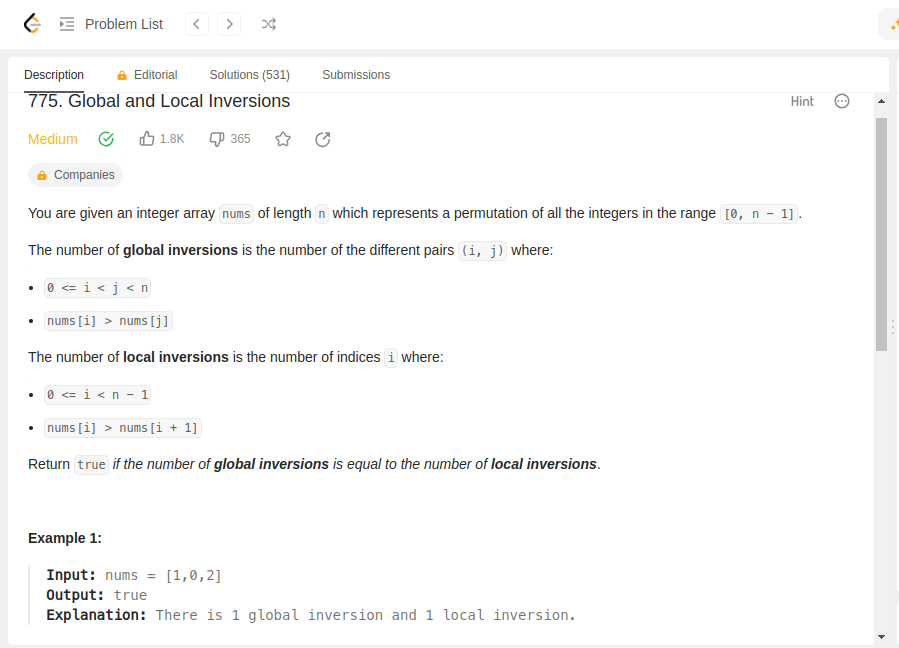 Problem List
Description Editorial Solutions (531) Submissions
775. Global and Local Inversions Hint
Medium 1.8K 365
Companies
You are given an integer array nums of length n which represents a permutation of all the integers in the range [0, n - 1].
The number of global inversions is the number of the different pairs (i, j) where:
• 0 <= i < j < n
• nums[i] > nums[j]
The number of local inversions is the number of indices i where:
• 0 <= i < n - 1
• nums[i] > nums[i + 1]
Return true if the number of global inversions is equal to the number of local inversions.
Example 1:
Input: nums = [1,0,2]
Output: true
Explanation: There is 1 global inversion and 1 local inversion.